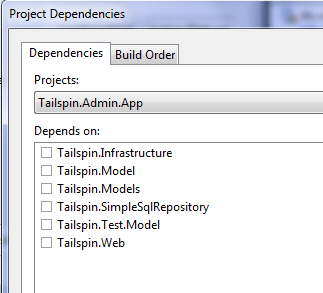 Project Dependencies
Dependencies Build Order
Projects:
Tailspin.Admin.App
Depends on:
Tailspin.Infrastructure
Tailspin.Model
Tailspin.Models
Tailspin.SimpleSqlRepository
Tailspin.Test.Model
Tailspin.Web